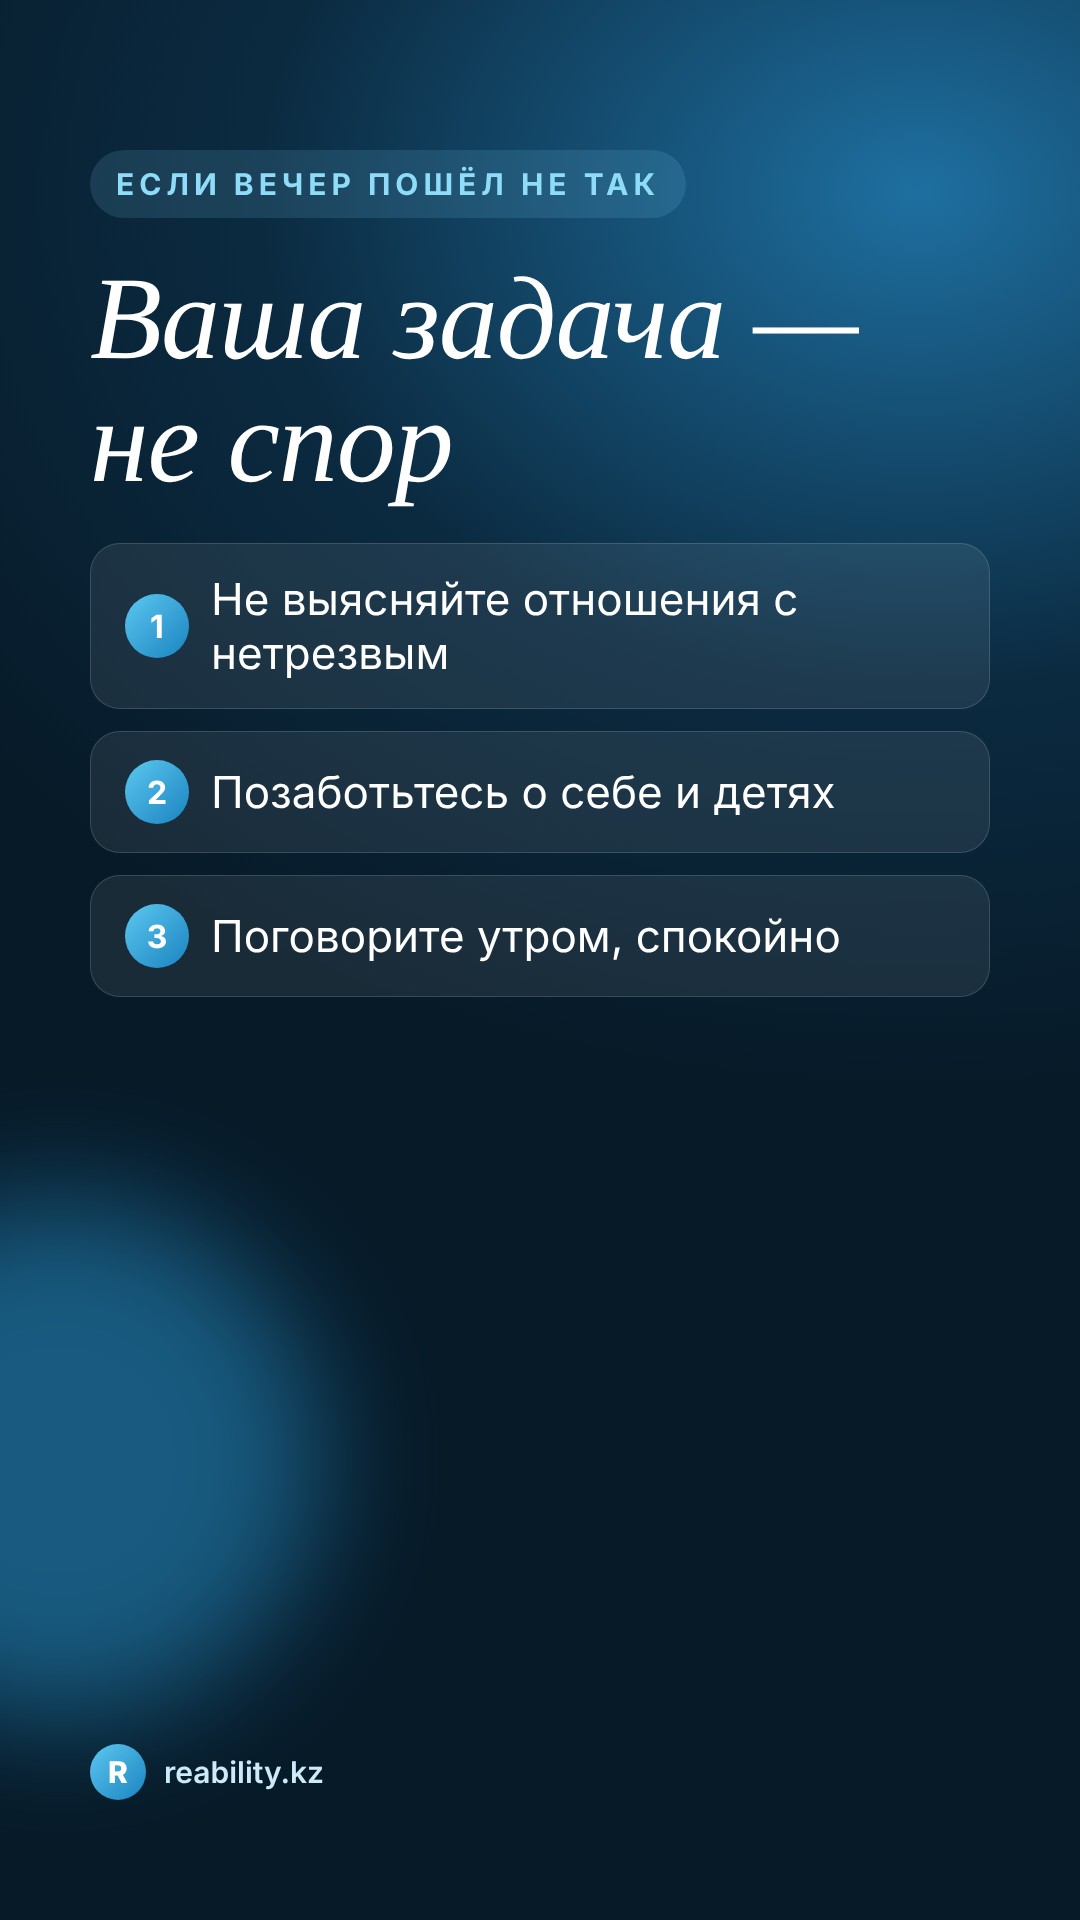 ЕСЛИ ВЕЧЕР ПОШЁЛ НЕ ТАК
Ваша задача —
не спор
1 Не выясняйте отношения с
нетрезвым
2 Позаботьтесь о себе и детях
3 Поговорите утром, спокойно
R reability.kz